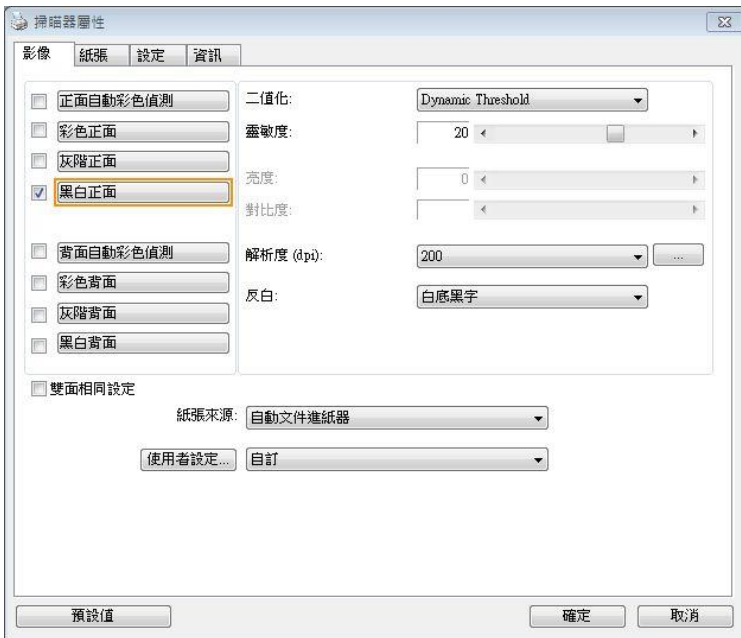 掃瞄器屬性
影像 紙張 設定 資訊
正面自動彩色偵測
彩色正面
灰階正面
黑白正面
背面自動彩色偵測
彩色背面
灰階背面
黑白背面
二值化: Dynamic Threshold
靈敏度: 20
亮度: 0
對比度:
解析度 (dpi): 200 ...
反白: 白底黑字
雙面相同設定
紙張來源: 自動文件進紙器
使用者設定... 自訂
預設值 確定 取消